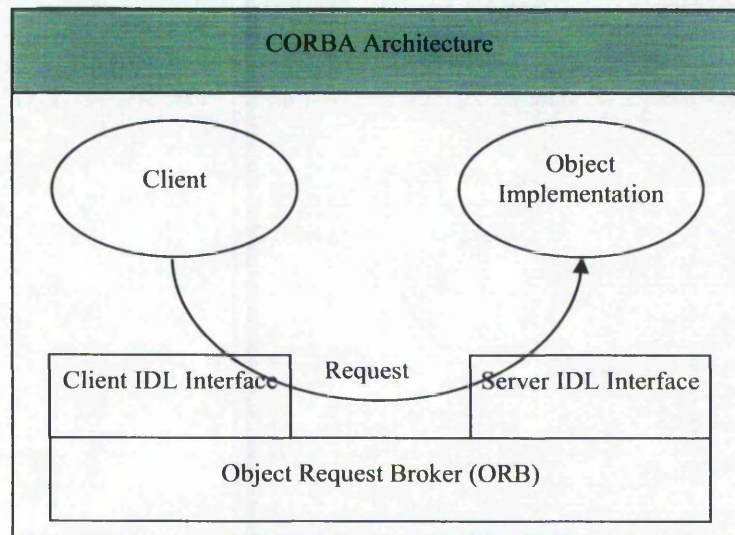 CORBA Architecture
Client
Object
Implementation
Request
Client IDL Interface
Server IDL Interface
Object Request Broker (ORB)